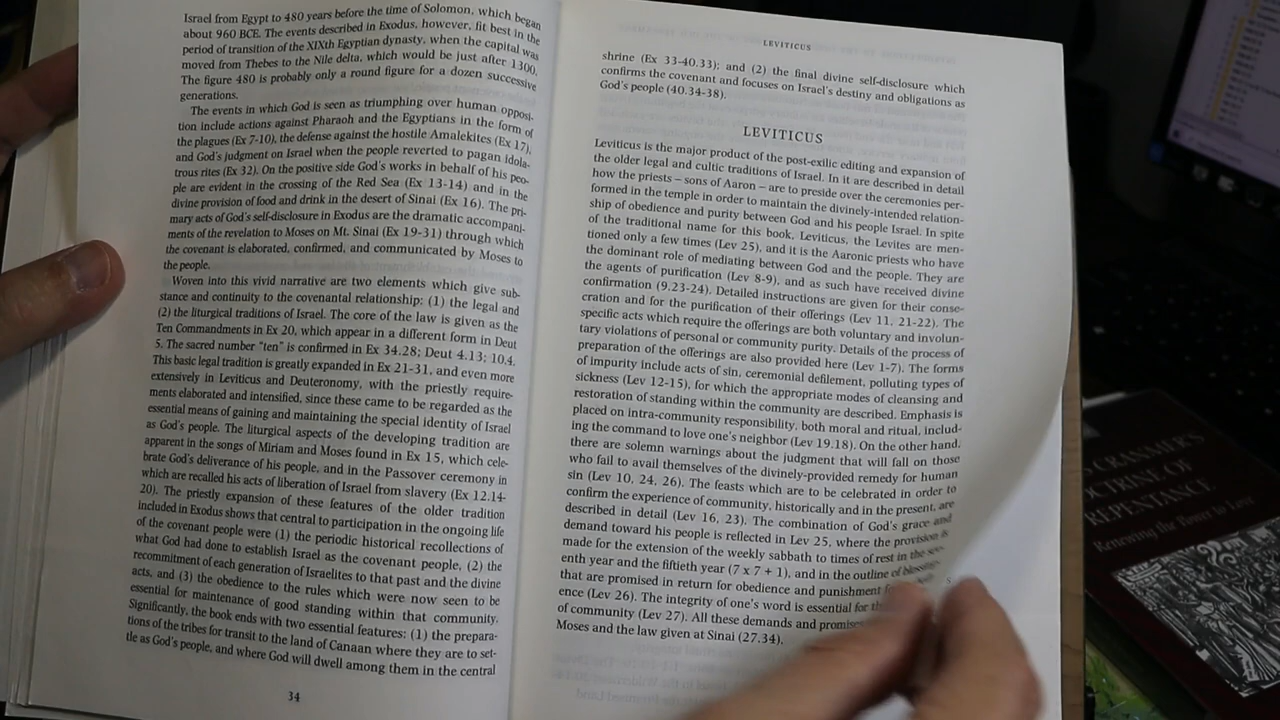 Israel from Egypt to 480 years before the time of Solomon, which began
about 960 BCE. The events described in Exodus, however, fit best in the
period of transition of the XIXth Egyptian dynasty, when the capital was
moved from Thebes to the Nile delta, which would be just after 1300.
The figure 480 is probably only a round figure for a dozen successive
generations.
The events in which God is seen as triumphing over human opposi-
tion include actions against Pharaoh and the Egyptians in the form of
the plagues (Ex 7-10), the defense against the hostile Amalekites (Ex 17),
and God's judgment on Israel when the people reverted to pagan idola-
trous rites (Ex 32). On the positive side God's works in behalf of his peo-
ple are evident in the crossing of the Red Sea (Ex 13-14) and in the
divine provision of food and drink in the desert of Sinai (Ex 16). The pri-
mary acts of God's self-disclosure in Exodus are the dramatic accompani-
ments of the revelation to Moses on Mt. Sinai (Ex 19-31) through which
the covenant is elaborated, confirmed, and communicated by Moses to
the people.
Woven into this vivid narrative are two elements which give sub-
stance and continuity to the covenantal relationship: (1) the legal and
(2) the liturgical traditions of Israel. The core of the law is given as the
Ten Commandments in Ex 20, which appear in a different form in Deut
5. The sacred number "ten" is confirmed in Ex 34.28; Deut 4.13; 10.4.
This basic legal tradition is greatly expanded in Ex 21-31, and even more
extensively in Leviticus and Deuteronomy, with the priestly require-
ments elaborated and intensified, since these came to be regarded as the
essential means of gaining and maintaining the special identity of Israel
as God's people. The liturgical aspects of the developing tradition are
apparent in the songs of Miriam and Moses found in Ex 15, which cele-
brate God's deliverance of his people, and in the Passover ceremony in
which are recalled his acts of liberation of Israel from slavery (Ex 12.14-
20). The priestly expansion of these features of the older tradition
included in Exodus shows that central to participation in the ongoing life
of the covenant people were (1) the periodic historical recollections of
what God had done to establish Israel as the covenant people, (2) the
recommitment of each generation of Israelites to that past and the divine
acts, and (3) the obedience to the rules which were now seen to be
essential for maintenance of good standing within that community.
Significantly, the book ends with two essential features: (1) the prepara-
tions of the tribes for transit to the land of Canaan where they are to set-
tle as God's people, and where God will dwell among them in the central
34
LEVITICUS
shrine (Ex 33-40.33); and (2) the final divine self-disclosure which
confirms the covenant and focuses on Israel's destiny and obligations as
God's people (40.34-38).
LEVITICUS
Leviticus is the major product of the post-exilic editing and expansion of
the older legal and cultic traditions of Israel. In it are described in detail
how the priests – sons of Aaron – are to preside over the ceremonies per-
formed in the temple in order to maintain the divinely-intended relation-
ship of obedience and purity between God and his people Israel. In spite
of the traditional name for this book, Leviticus, the Levites are men-
tioned only a few times (Lev 25), and it is the Aaronic priests who have
the dominant role of mediating between God and the people. They are
the agents of purification (Lev 8-9), and as such have received divine
confirmation (9.23-24). Detailed instructions are given for their conse-
cration and for the purification of their offerings (Lev 11, 21-22). The
specific acts which require the offerings are both voluntary and involun-
tary violations of personal or community purity. Details of the process of
preparation of the offerings are also provided here (Lev 1-7). The forms
of impurity include acts of sin, ceremonial defilement, polluting types of
sickness (Lev 12-15), for which the appropriate modes of cleansing and
restoration of standing within the community are described. Emphasis is
placed on intra-community responsibility, both moral and ritual, includ-
ing the command to love one's neighbor (Lev 19.18). On the other hand,
there are solemn warnings about the judgment that will fall on those
who fail to avail themselves of the divinely-provided remedy for human
sin (Lev 10, 24, 26). The feasts which are to be celebrated in order to
confirm the experience of community, historically and in the present, are
described in detail (Lev 16, 23). The combination of God's grace and
demand toward his people is reflected in Lev 25, where the provision is
made for the extension of the weekly sabbath to times of rest in the sev-
enth year and the fiftieth year (7 x 7 + 1), and in the outline of blessings
that are promised in return for obedience and punishment
ence (Lev 26). The integrity of one's word is essential for
of community (Lev 27). All these demands and promises
Moses and the law given at Sinai (27.34).
CRANMER'S
DOCTRINE OF
REPENTANCE
Renewing the Power to Love